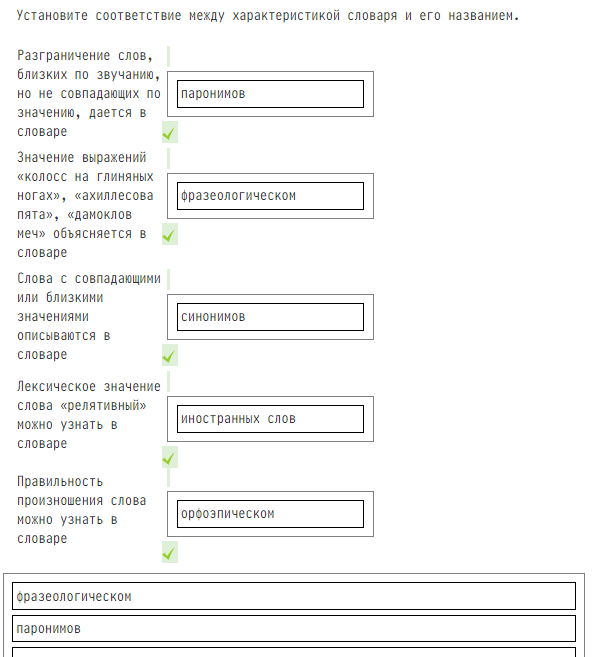 Установите соответствие между характеристикой словаря и его названием.
Разграничение слов,
близких по звучанию,
но не совпадающих по
значению, дается в
словаре
паронимов
Значение выражений
«колосс на глиняных
ногах», «ахиллесова
пята», «дамоклов
меч» объясняется в
словаре
фразеологическом
Слова с совпадающими
или близкими
значениями
описываются в
словаре
синонимов
Лексическое значение
слова «релятивный»
можно узнать в
словаре
иностранных слов
Правильность
произношения слова
можно узнать в
словаре
орфоэпическом
фразеологическом
паронимов